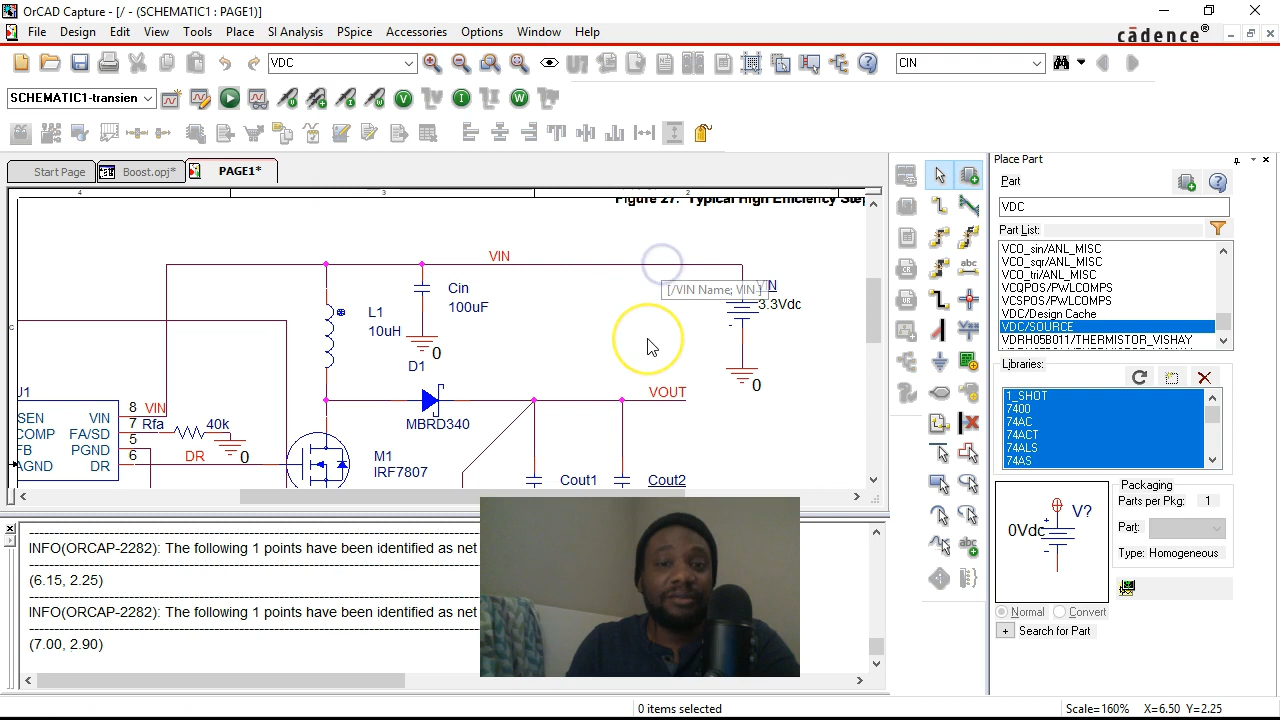 OrCAD Capture - [/ - (SCHEMATIC1 : PAGE1)]
File Design Edit View Tools Place SI Analysis PSpice Accessories Options Window Help
cādence®
VDC
U?
CIN
SCHEMATIC1-transien
V
I
W
Start Page
Boost.opj*
PAGE1*
4 3 2
Figure 27. Typical High Efficiency Step
VIN
Cin
100uF
0
[/VIN Name; VIN ]
3.3Vdc
0
L1
10uH
D1
MBRD340
VOUT
J1
SEN VIN 8 VIN
COMP FA/SD 7 Rfa 40k
FB PGND 5 0
AGND DR 6 DR
M1
IRF7807
Cout1 Cout2
C
INFO(ORCAP-2282): The following 1 points have been identified as net
(6.15, 2.25)
INFO(ORCAP-2282): The following 1 points have been identified as net
(7.00, 2.90)
Place Part
Part
VDC
Part List:
VCO_sin/ANL_MISC
VCO_sqr/ANL_MISC
VCO_tri/ANL_MISC
VCQPOS/PWLCOMPS
VCSPOS/PWLCOMPS
VDC/Design Cache
VDC/SOURCE
VDRH05B011/THERMISTOR_VISHAY
Libraries:
1_SHOT
7400
74AC
74ACT
74ALS
74AS
Packaging
Parts per Pkg: 1
Part:
Type: Homogeneous
V?
0Vdc
Normal Convert
+ Search for Part
abc
abc
0 items selected
Scale=160% X=6.50 Y=2.25